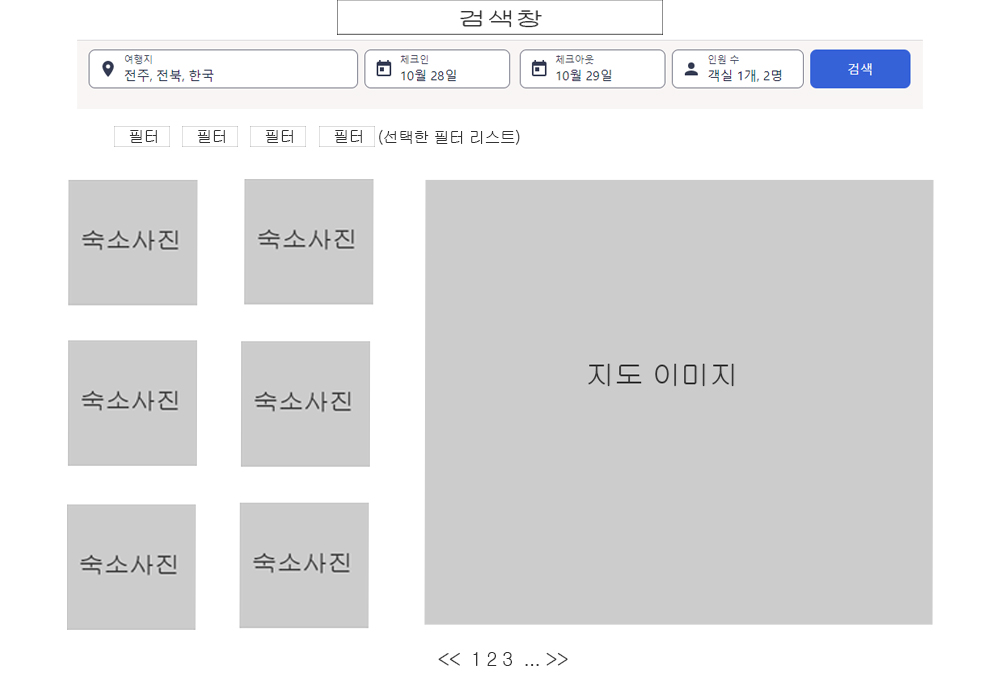 검색창
여행지
전주, 전북, 한국
체크인
10월 28일
체크아웃
10월 29일
인원 수
객실 1개, 2명
검색
필터 필터 필터 필터 (선택한 필터 리스트)
숙소사진 숙소사진
지도 이미지
숙소사진 숙소사진
숙소사진 숙소사진
<< 1 2 3 ... >>